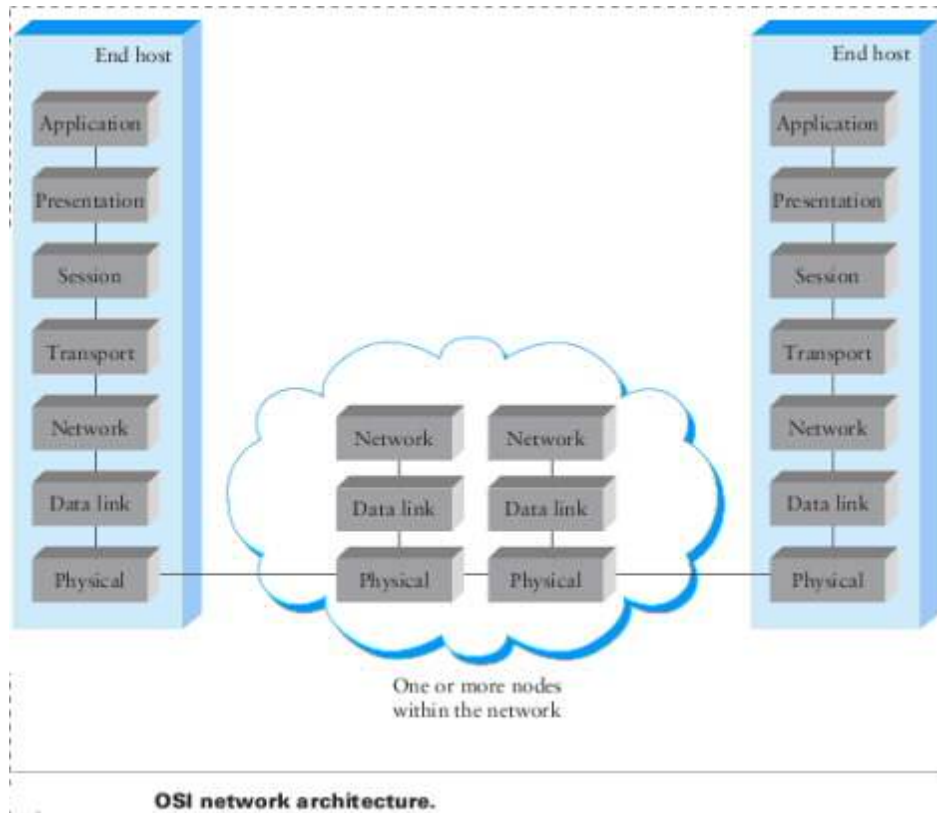 End host
Application
Presentation
Session
Transport
Network
Data link
Physical
Network
Data link
Physical
Network
Data link
Physical
End host
Application
Presentation
Session
Transport
Network
Data link
Physical
One or more nodes
within the network
OSI network architecture.